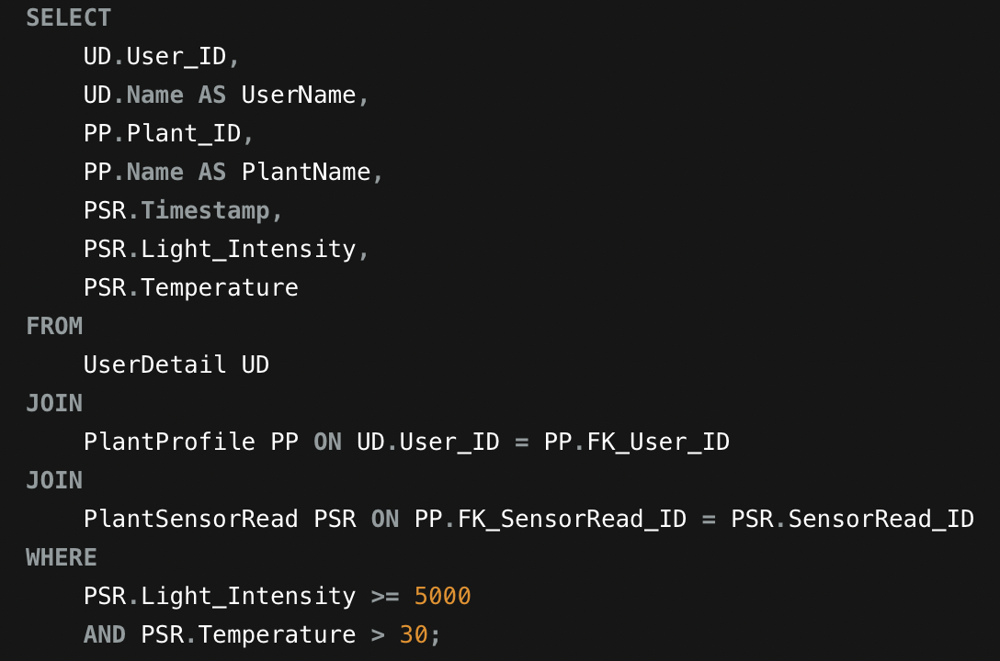 SELECT
UD.User_ID,
UD.Name AS UserName,
PP.Plant_ID,
PP.Name AS PlantName,
PSR.Timestamp,
PSR.Light_Intensity,
PSR.Temperature
FROM
UserDetail UD
JOIN
PlantProfile PP ON UD.User_ID = PP.FK_User_ID
JOIN
PlantSensorRead PSR ON PP.FK_SensorRead_ID = PSR.SensorRead_ID
WHERE
PSR.Light_Intensity >= 5000
AND PSR.Temperature > 30;